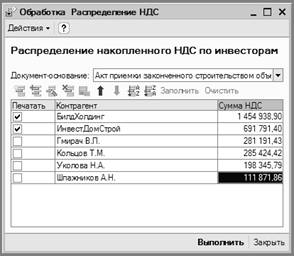 Обработка Распределение НДС
Действия ?
Распределение накопленного НДС по инвесторам
Документ-основание: Акт приемки законченного строительством объ
Заполнить Очистить
Печатать Контрагент Сумма НДС
БилдХолдинг 1 454 938,90
ИнвестДомСтрой 691 791,40
Гмирач В.П. 281 191,43
Кольцов Т.М. 285 424,42
Уколова Н.А. 198 345,79
Шпажников А.Н. 111 871,86
Выполнить Закрыть